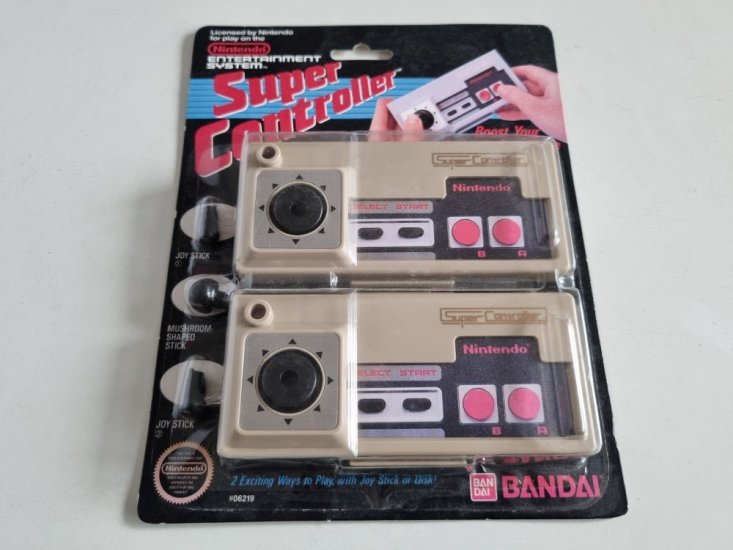 Licensed by Nintendo
for play on the
Nintendo
ENTERTAINMENT
SYSTEM™
Super
Controller™
Boost Your
Super Controller
Nintendo
SELECT START
B A
JOY STICK
①
MUSHROOM-
SHAPED
STICK
Super Controller
Nintendo
SELECT START
B A
JOY STICK
②
Nintendo
2 Exciting Ways to Play, with Joy Stick or Disk!
#06219
BAN
DAI
BANDAI